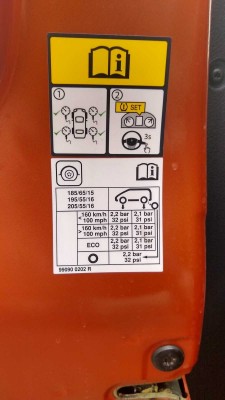 1
2
SET
3s
185/65/15
195/55/16
205/55/16
<160 km/h 2,2 bar 2,1 bar
100 mph 32 psi 31 psi
>160 km/h 2,2 bar 2,1 bar
100 mph 32 psi 31 psi
ECO 2,2 bar 2,1 bar
32 psi 31 psi
2,2 bar
32 psi
99090 0202 R